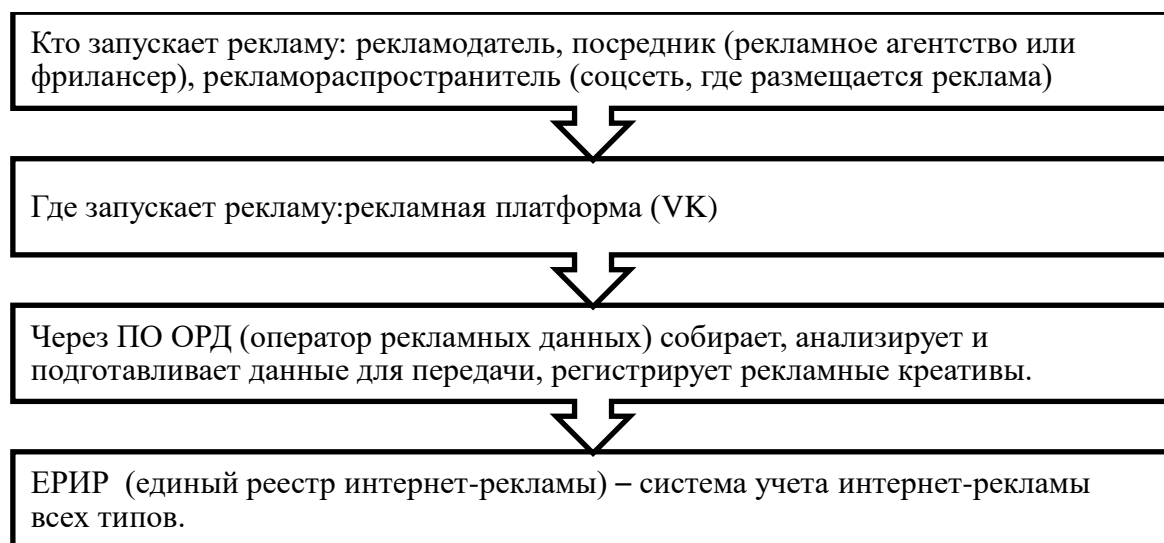 Кто запускает рекламу: рекламодатель, посредник (рекламное агентство или
фрилансер), рекламораспространитель (соцсеть, где размещается реклама)
Где запускает рекламу:рекламная платформа (VK)
Через ПО ОРД (оператор рекламных данных) собирает, анализирует и
подготавливает данные для передачи, регистрирует рекламные креативы.
ЕРИР (единый реестр интернет-рекламы) – система учета интернет-рекламы
всех типов.